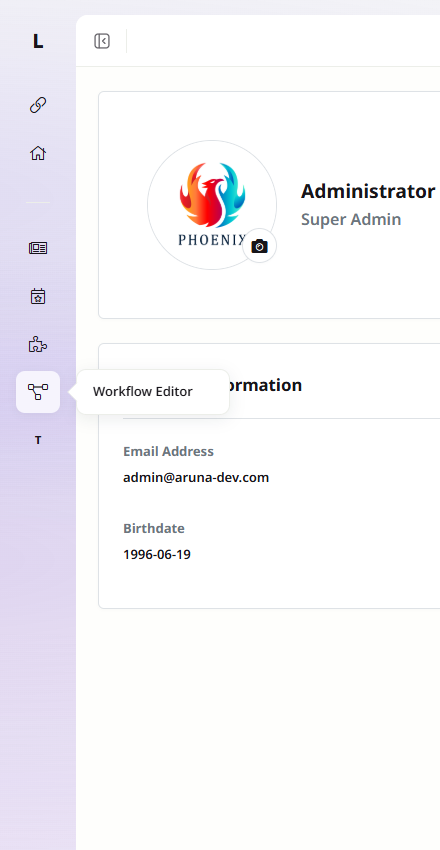 L
Administrator
Super Admin
PHOENIX
Workflow Editor
ormation
T
Email Address
admin@aruna-dev.com
Birthdate
1996-06-19